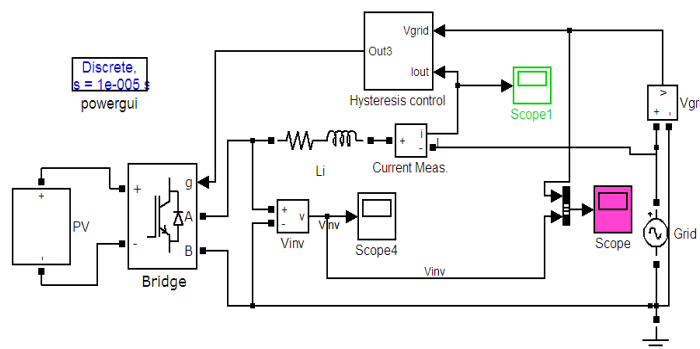 Vgrid
Out3
Iout
Hysteresis control
Discrete,
s = 1e-005 s
powergui
Scope1
v
+
-
Vgr
Li
+
-
i
I
Current Meas.
+
-
PV
+
-
g
A
B
Bridge
+
-
v
Vinv
Vinv
Scope4
Vinv
Scope
Grid